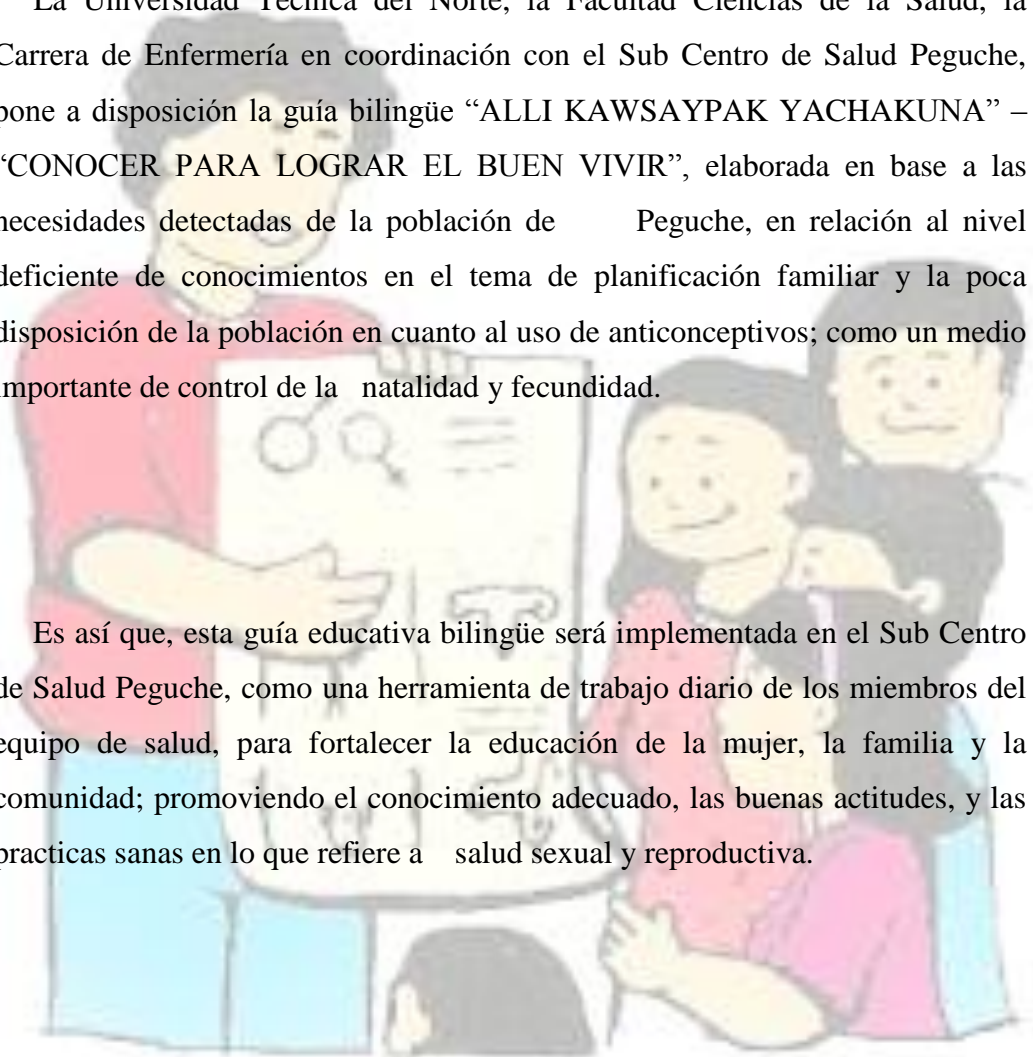 La Universidad Técnica del Norte, la Facultad Ciencias de la Salud, la
Carrera de Enfermería en coordinación con el Sub Centro de Salud Peguche,
pone a disposición la guía bilingüe “ALLI KAWSAYPAK YACHAKUNA” –
“CONOCER PARA LOGRAR EL BUEN VIVIR”, elaborada en base a las
necesidades detectadas de la población de Peguche, en relación al nivel
deficiente de conocimientos en el tema de planificación familiar y la poca
disposición de la población en cuanto al uso de anticonceptivos; como un medio
importante de control de la natalidad y fecundidad.
Es así que, esta guía educativa bilingüe será implementada en el Sub Centro
de Salud Peguche, como una herramienta de trabajo diario de los miembros del
equipo de salud, para fortalecer la educación de la mujer, la familia y la
comunidad; promoviendo el conocimiento adecuado, las buenas actitudes, y las
practicas sanas en lo que refiere a salud sexual y reproductiva.